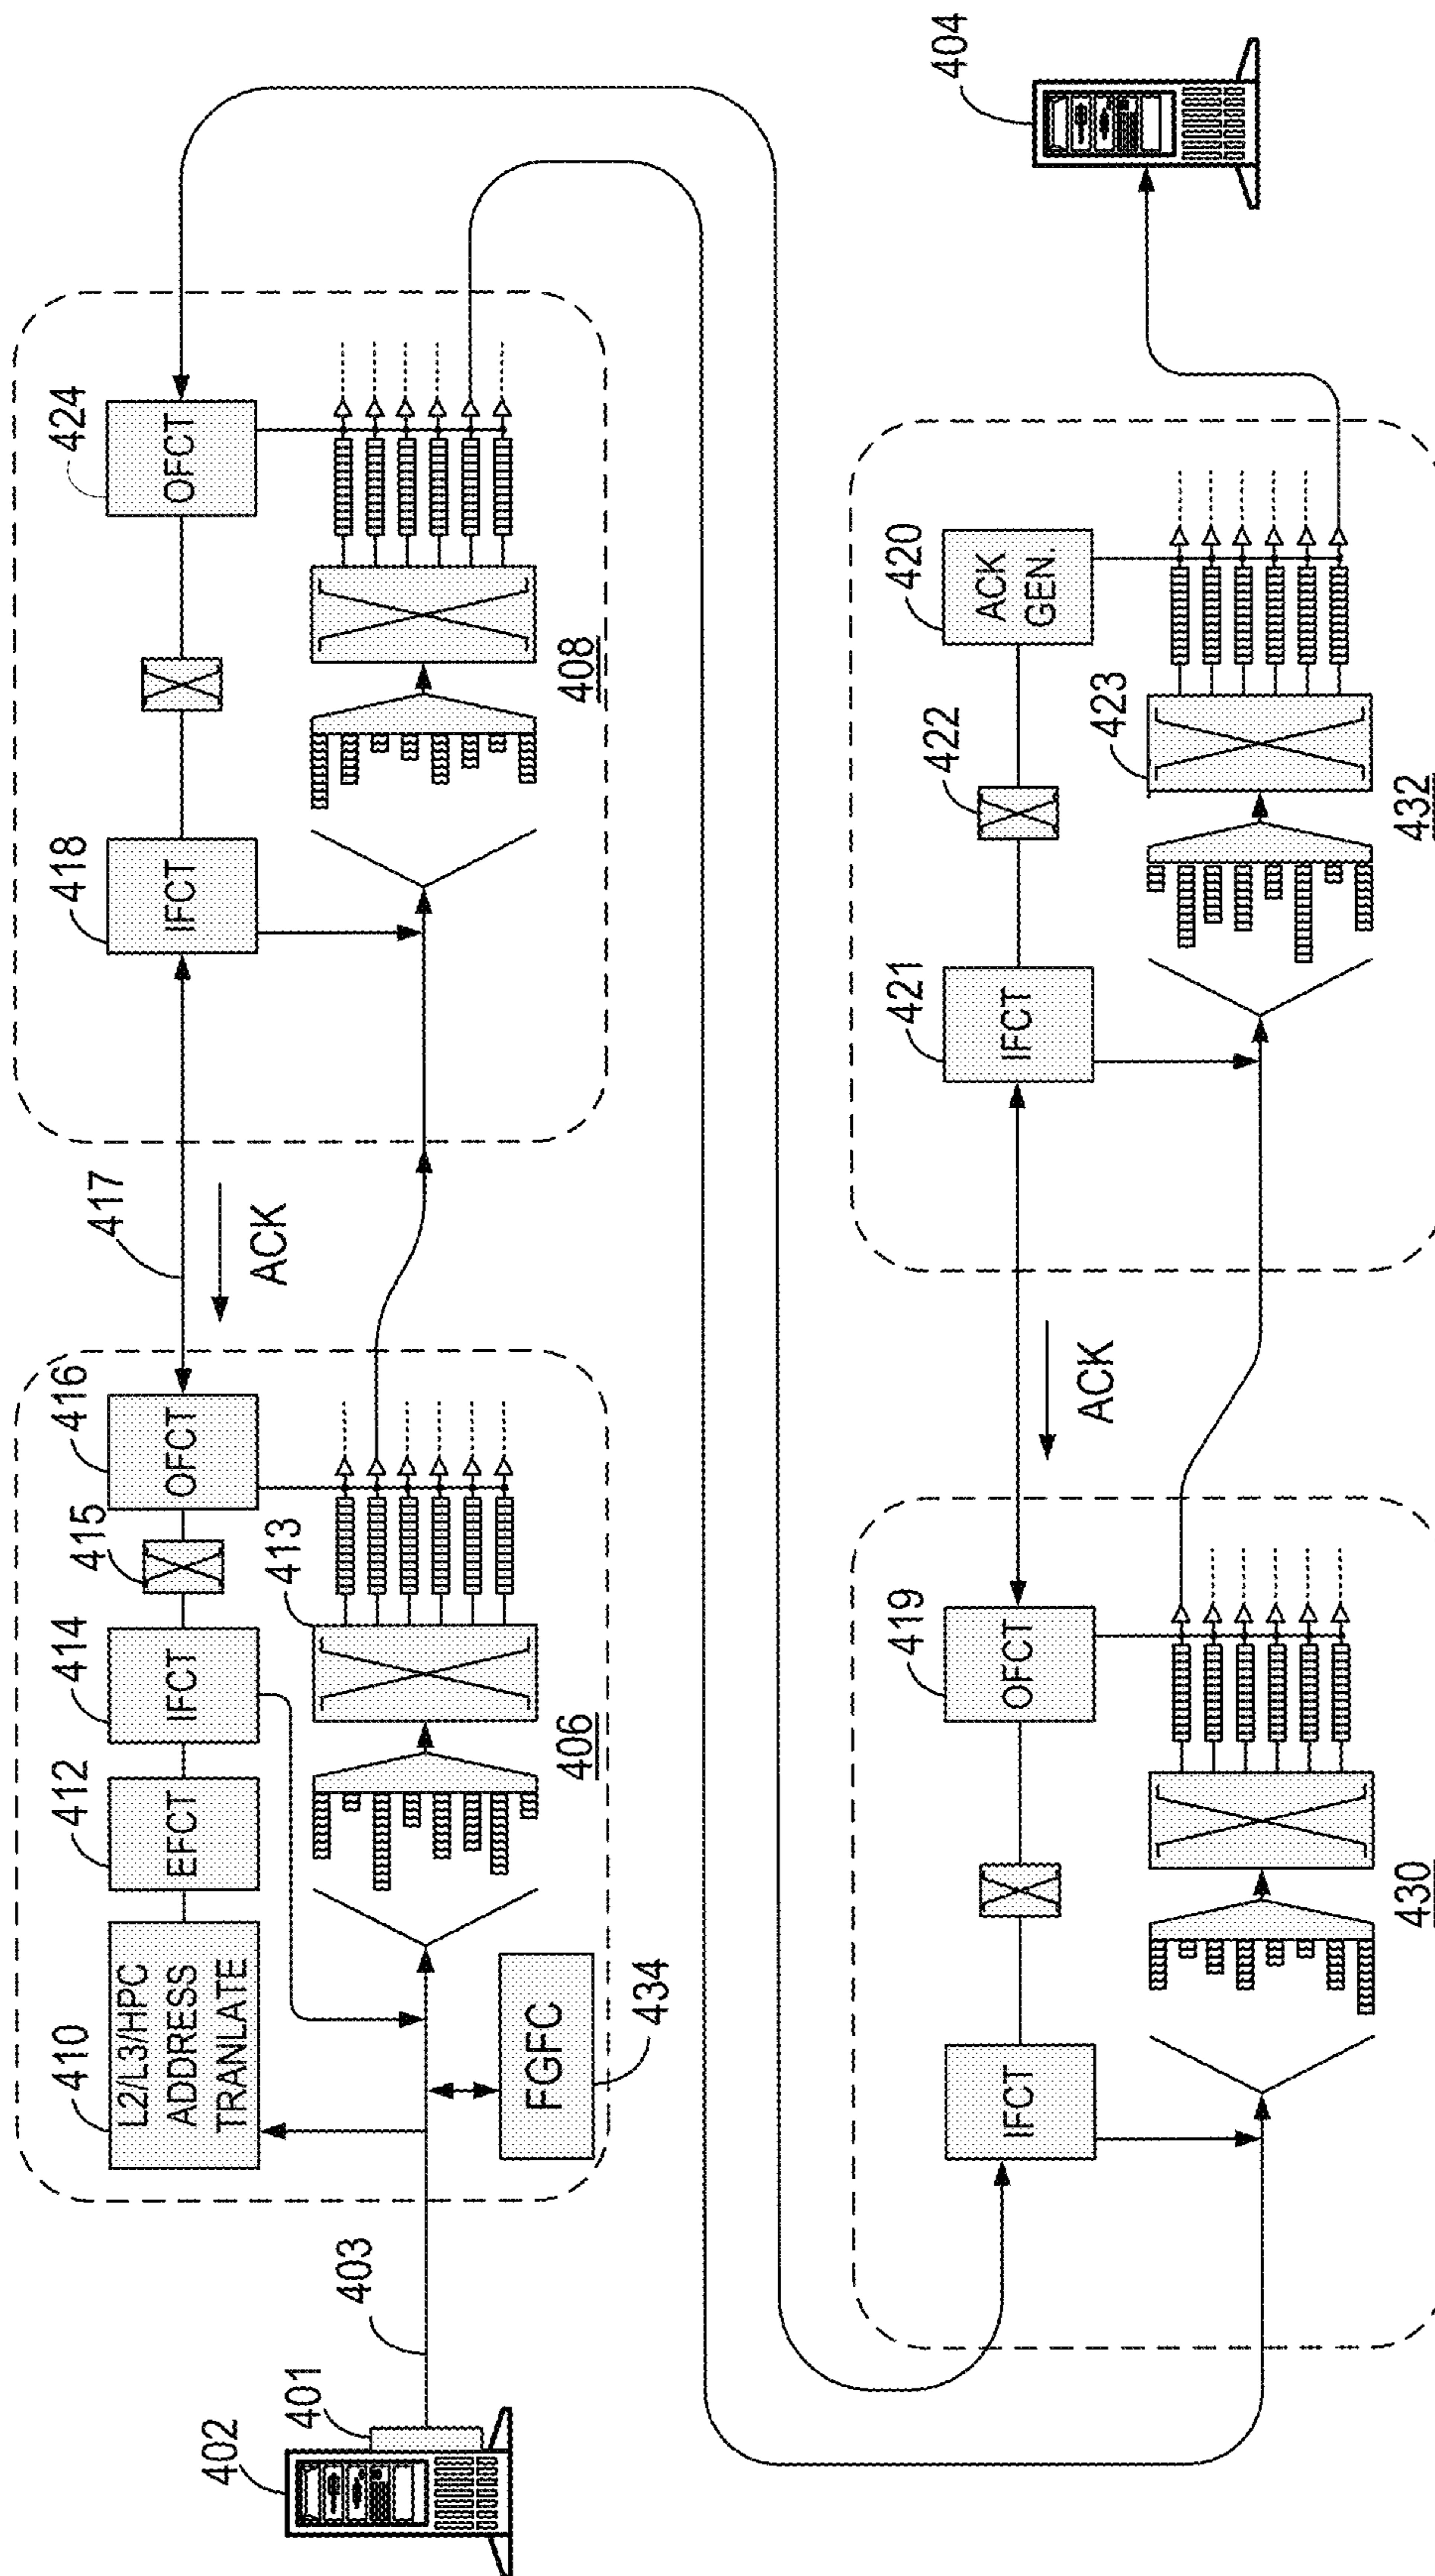 402
401
403
410
L2/L3/HPC
ADDRESS
TRANLATE
412
EFCT
414
IFCT
415
416
OFCT
413
406
FGFC
434
417
ACK
418
IFCT
424
OFCT
408
IFCT
419
OFCT
430
ACK
421
IFCT
422
420
ACK
GEN.
423
432
404